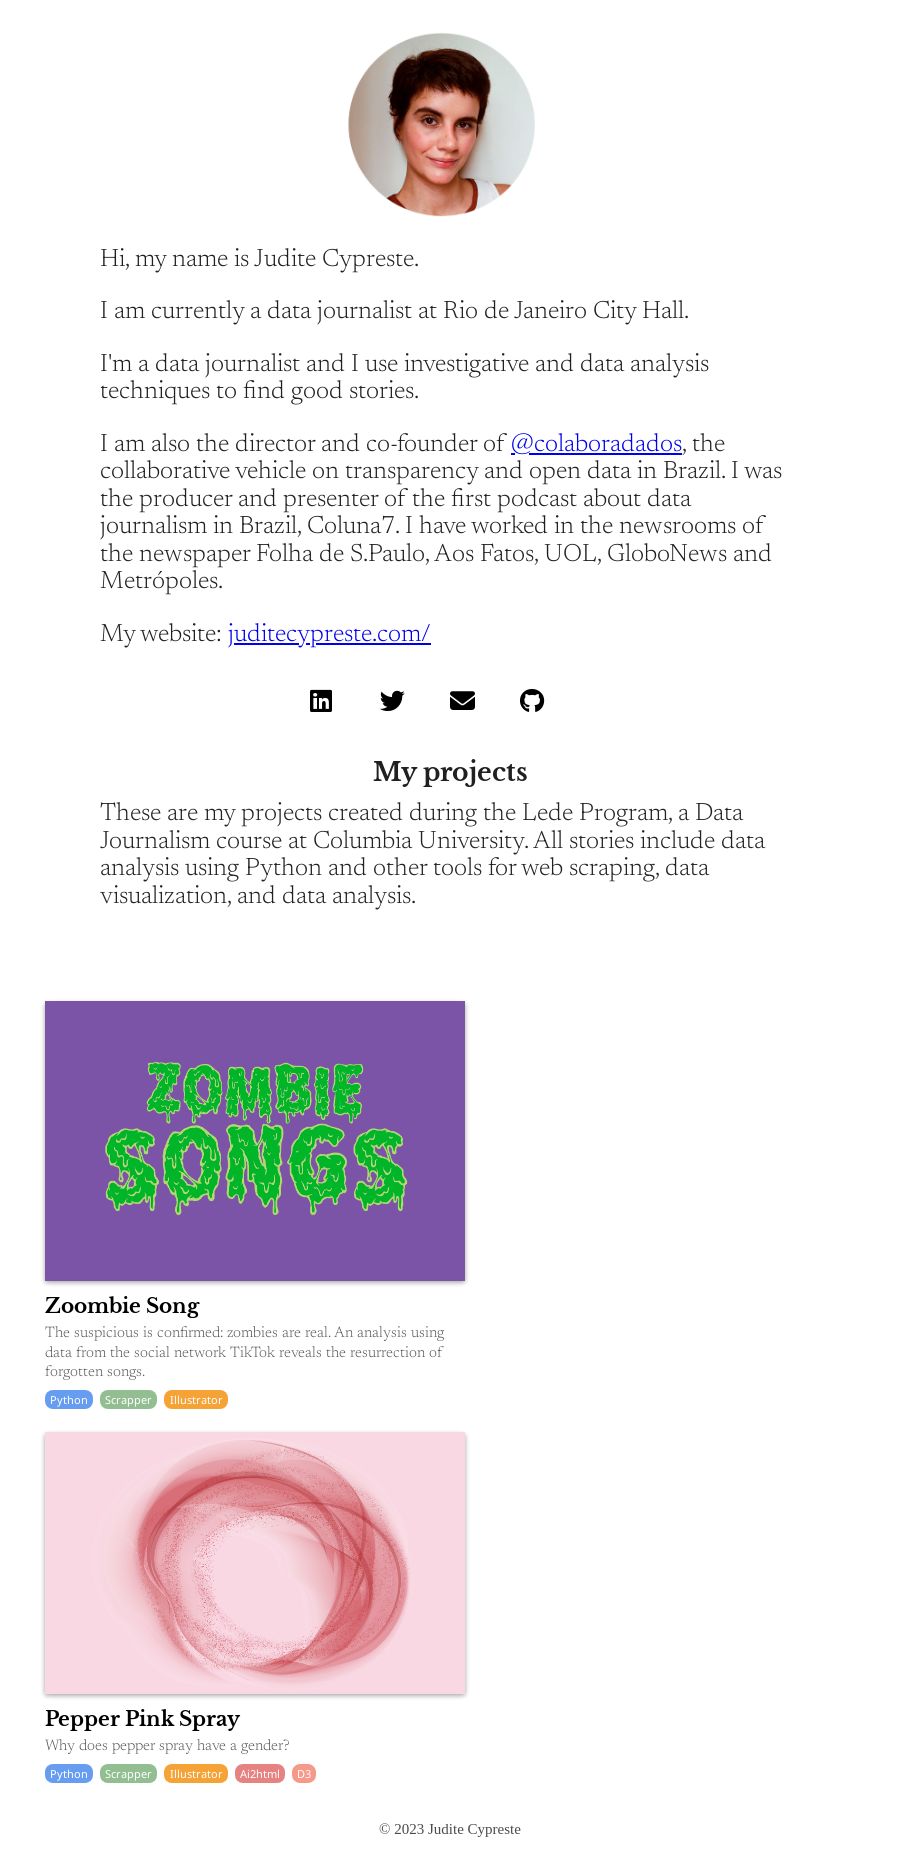 Hi, my name is Judite Cypreste.
I am currently a data journalist at Rio de Janeiro City Hall.
I'm a data journalist and I use investigative and data analysis
techniques to find good stories.
I am also the director and co-founder of @colaboradados, the
collaborative vehicle on transparency and open data in Brazil. I was
the producer and presenter of the first podcast about data
journalism in Brazil, Coluna7. I have worked in the newsrooms of
the newspaper Folha de S.Paulo, Aos Fatos, UOL, GloboNews and
Metrópoles.
My website: juditecypreste.com/
My projects
These are my projects created during the Lede Program, a Data
Journalism course at Columbia University. All stories include data
analysis using Python and other tools for web scraping, data
visualization, and data analysis.
ZOMBIE
SONGS
Zoombie Song
The suspicious is confirmed: zombies are real. An analysis using
data from the social network TikTok reveals the resurrection of
forgotten songs.
Python Scrapper Illustrator
Pepper Pink Spray
Why does pepper spray have a gender?
Python Scrapper Illustrator Ai2html D3
© 2023 Judite Cypreste